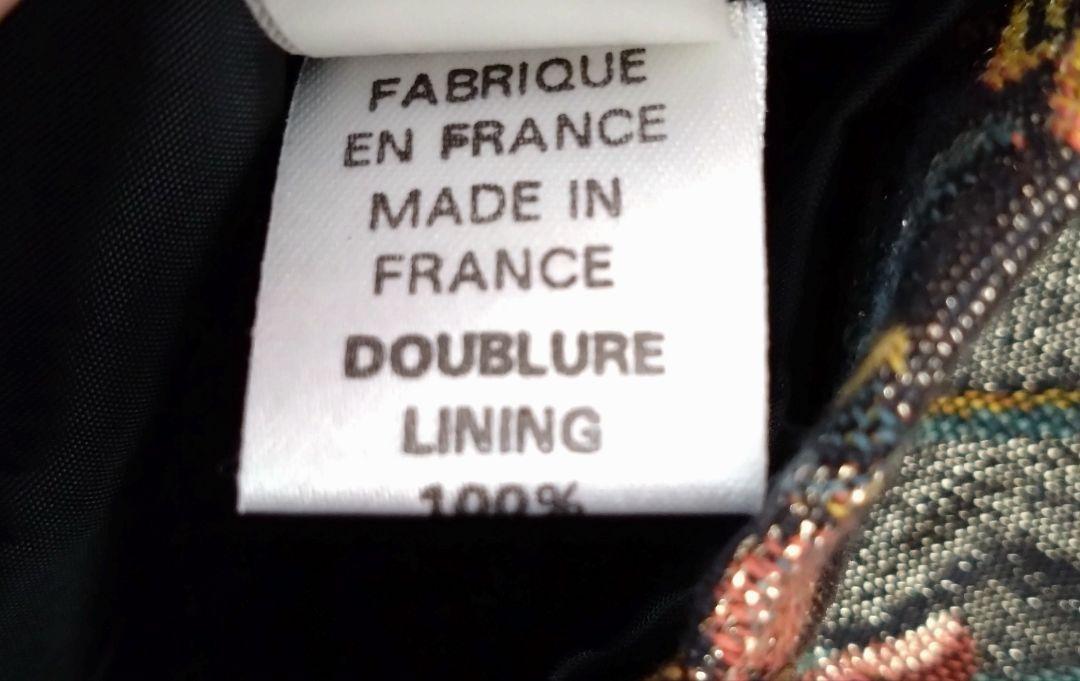 FABRIQUE
EN FRANCE
MADE IN
FRANCE
DOUBLURE
LINING
100%